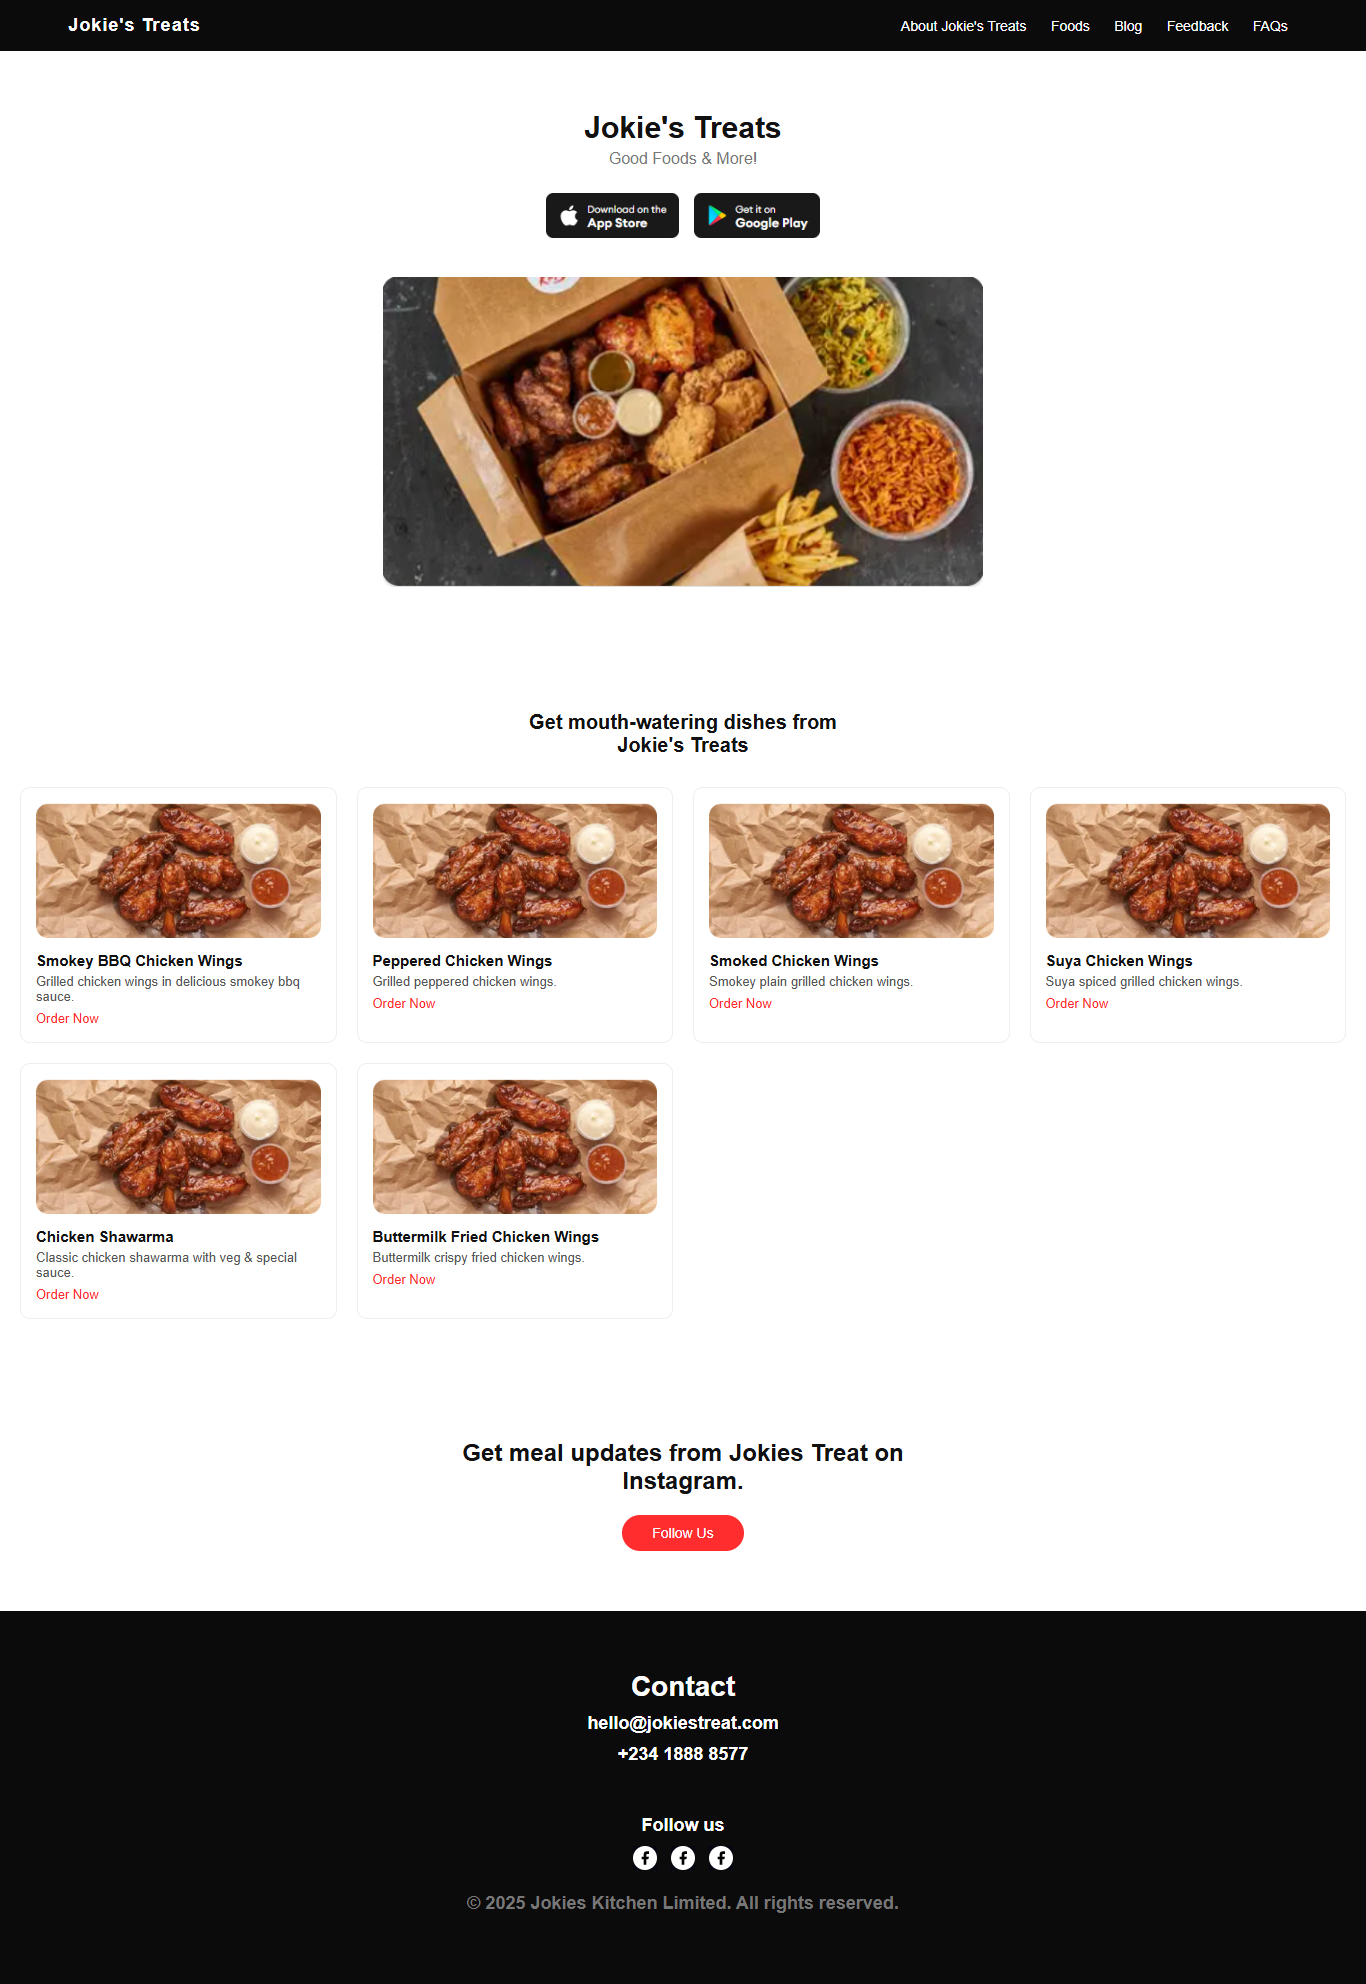 Jokie's Treats
About Jokie's Treats Foods Blog Feedback FAQs
Jokie's Treats
Good Foods & More!
Download on the
App Store
Get it on
Google Play
Get mouth-watering dishes from
Jokie's Treats
Smokey BBQ Chicken Wings
Grilled chicken wings in delicious smokey bbq
sauce.
Order Now
Peppered Chicken Wings
Grilled peppered chicken wings.
Order Now
Smoked Chicken Wings
Smokey plain grilled chicken wings.
Order Now
Suya Chicken Wings
Suya spiced grilled chicken wings.
Order Now
Chicken Shawarma
Classic chicken shawarma with veg & special
sauce.
Order Now
Buttermilk Fried Chicken Wings
Buttermilk crispy fried chicken wings.
Order Now
Get meal updates from Jokies Treat on
Instagram.
Follow Us
Contact
hello@jokiestreat.com
+234 1888 8577
Follow us
© 2025 Jokies Kitchen Limited. All rights reserved.